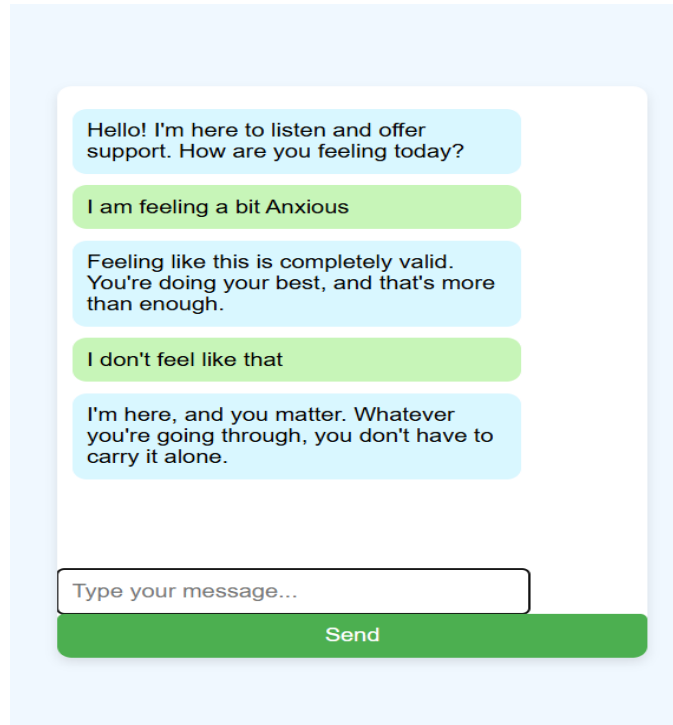 Hello! I'm here to listen and offer
support. How are you feeling today?
I am feeling a bit Anxious
Feeling like this is completely valid.
You're doing your best, and that's more
than enough.
I don't feel like that
I'm here, and you matter. Whatever
you're going through, you don't have to
carry it alone.
Type your message...
Send